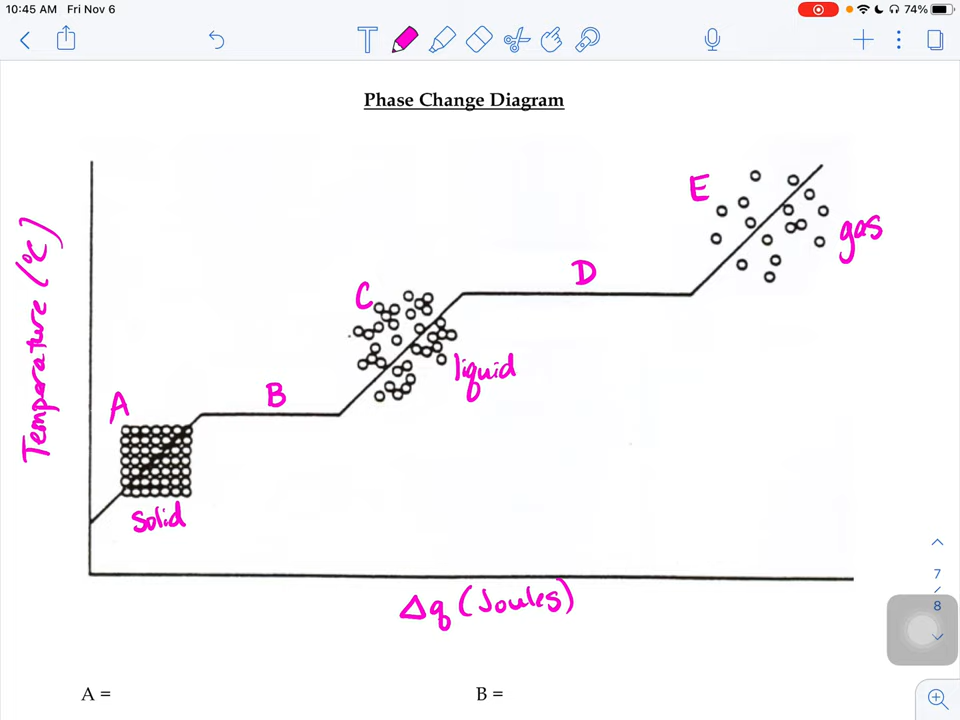 10:45 AM Fri Nov 6
74%
T
Phase Change Diagram
E
gas
D
C
liquid
B
A
solid
Temperature (°C)
Δq (Joules)
7
/
8
A =
B =